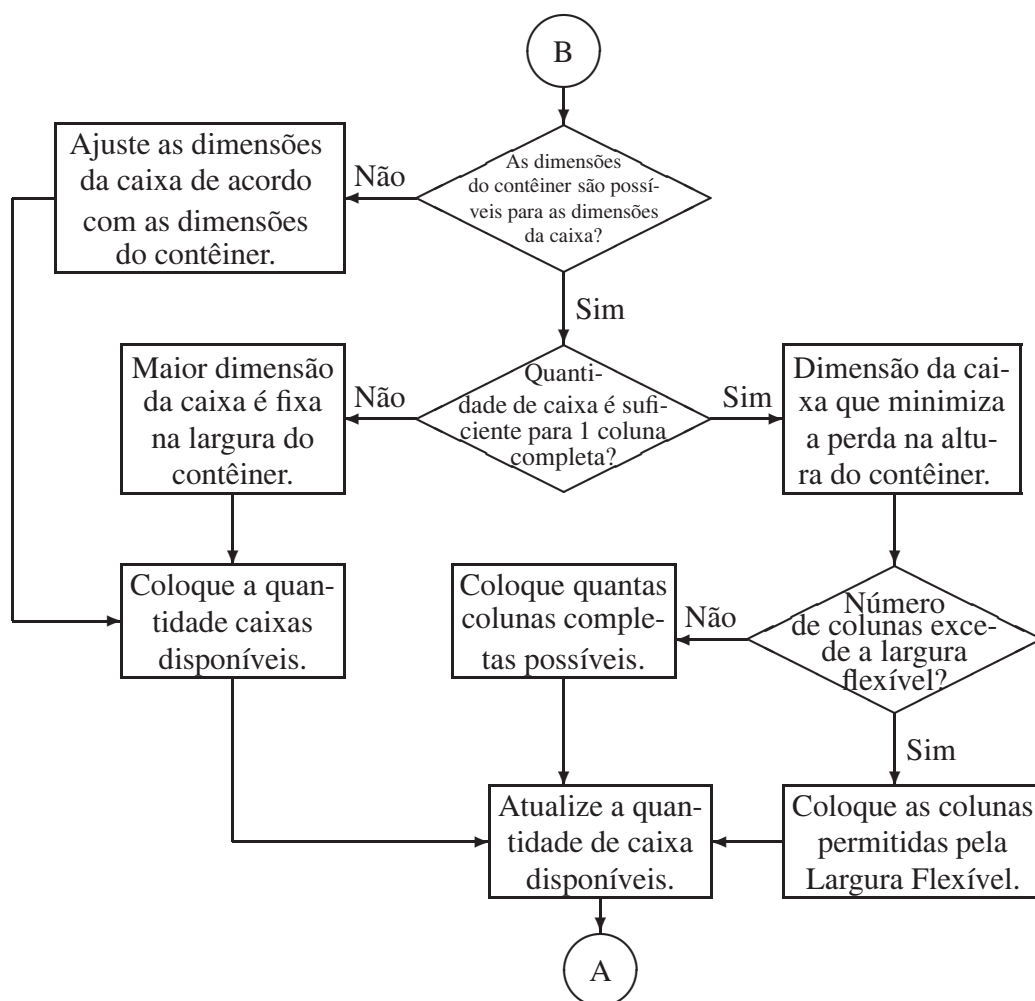 B
Ajuste as dimensões
da caixa de acordo
com as dimensões
do contêiner.
Não
As dimensões
do contêiner são possí-
veis para as dimensões
da caixa?
Sim
Maior dimensão
da caixa é fixa
na largura do
contêiner.
Não
Quanti-
dade de caixa é sufi-
ciente para 1 coluna
completa?
Sim
Dimensão da cai-
xa que minimiza
a perda na altu-
ra do contêiner.
Coloque a quan-
tidade caixas
disponíveis.
Coloque quantas
colunas comple-
tas possíveis.
Não
Número
de colunas exce-
de a largura
flexível?
Sim
Atualize a quan-
tidade de caixa
disponíveis.
Coloque as colunas
permitidas pela
Largura Flexível.
A